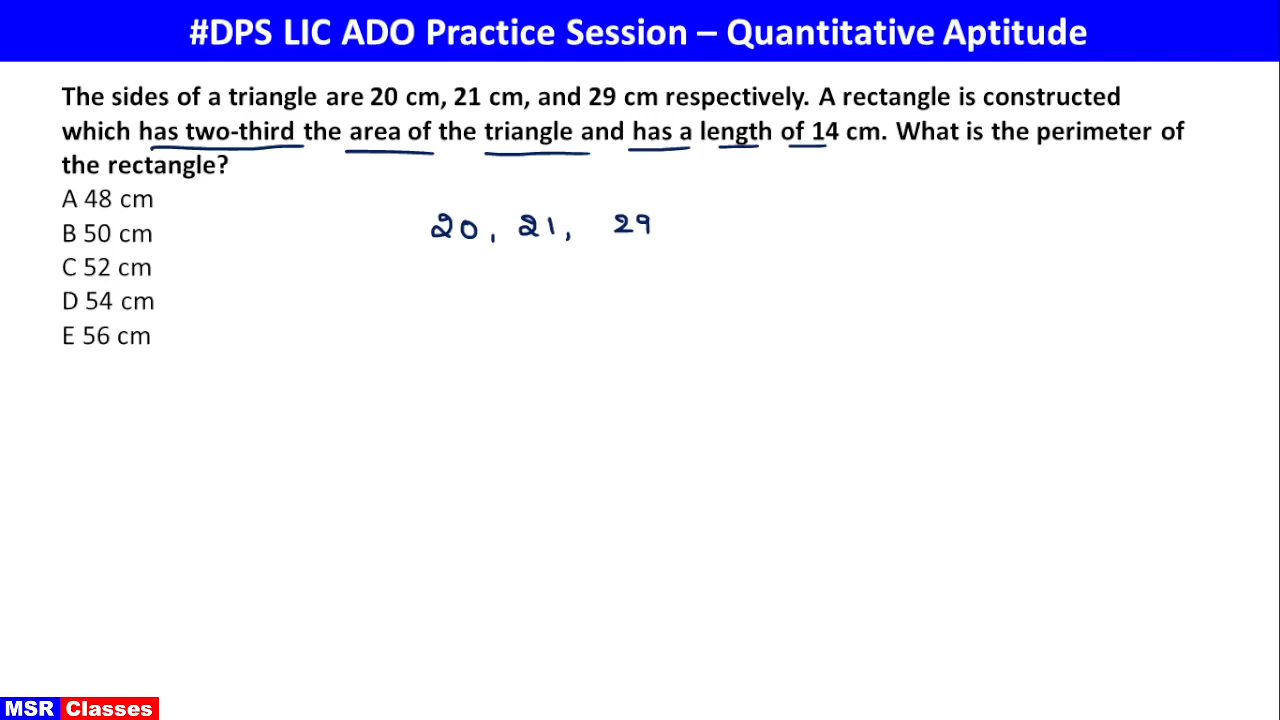 #DPS LIC ADO Practice Session – Quantitative Aptitude
The sides of a triangle are 20 cm, 21 cm, and 29 cm respectively. A rectangle is constructed
which has two-third the area of the triangle and has a length of 14 cm. What is the perimeter of
the rectangle?
A 48 cm
B 50 cm
C 52 cm
D 54 cm
E 56 cm
20, 21, 29
MSR Classes